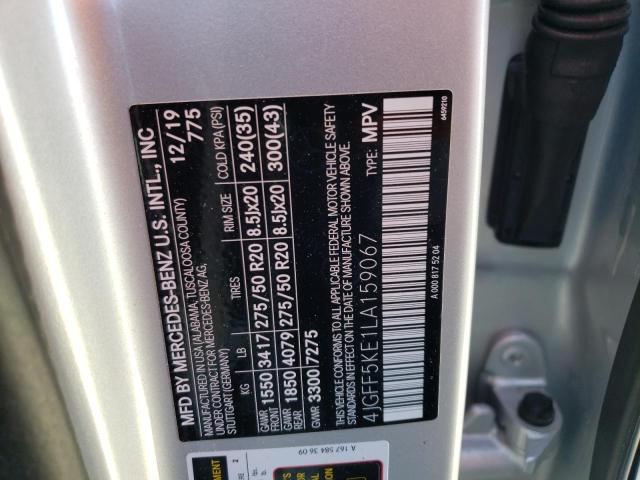 MFD BY MERCEDES-BENZ U.S. INTL., INC
MADE IN USA (ALABAMA, TUSCALOOSA COUNTY)
UNDER CONTRACT FOR MERCEDES-BENZ AG,
STUTTGART (GERMANY)
12/19
775
KG LB TIRES RIM SIZE COLD KPA (PSI)
GAWR FRONT 1550 3417 275/50 R20 8.5Jx20 240(35)
GAWR REAR 1850 4079 275/50 R20 8.5Jx20 300(43)
GVWR 3300 7275
THIS VEHICLE CONFORMS TO ALL APPLICABLE FEDERAL MOTOR VEHICLE SAFETY
STANDARDS IN EFFECT ON THE DATE OF MANUFACTURE SHOWN ABOVE.
4JGFF5KE1LA159067 TYPE: MPV
A 000 817 52 04
6459210
A 167 584 36 09